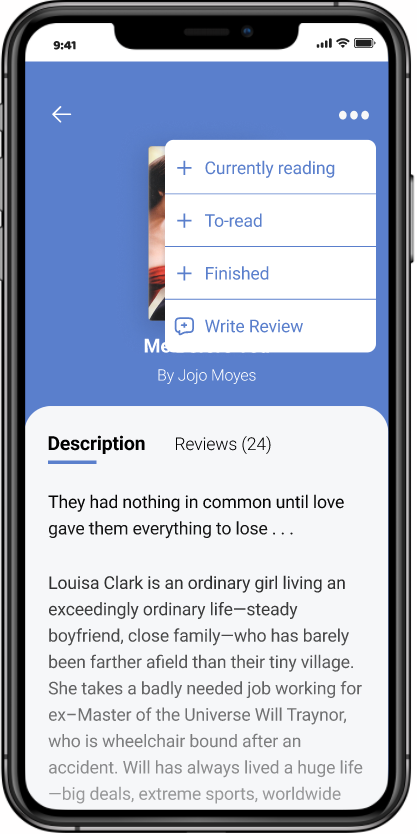 9:41
Currently reading
To-read
Finished
Write Review
Me
By Jojo Moyes
Description Reviews (24)
They had nothing in common until love
gave them everything to lose . . .
Louisa Clark is an ordinary girl living an
exceedingly ordinary life—steady
boyfriend, close family—who has barely
been farther afield than their tiny village.
She takes a badly needed job working for
ex–Master of the Universe Will Traynor,
who is wheelchair bound after an
accident. Will has always lived a huge life
—big deals, extreme sports, worldwide